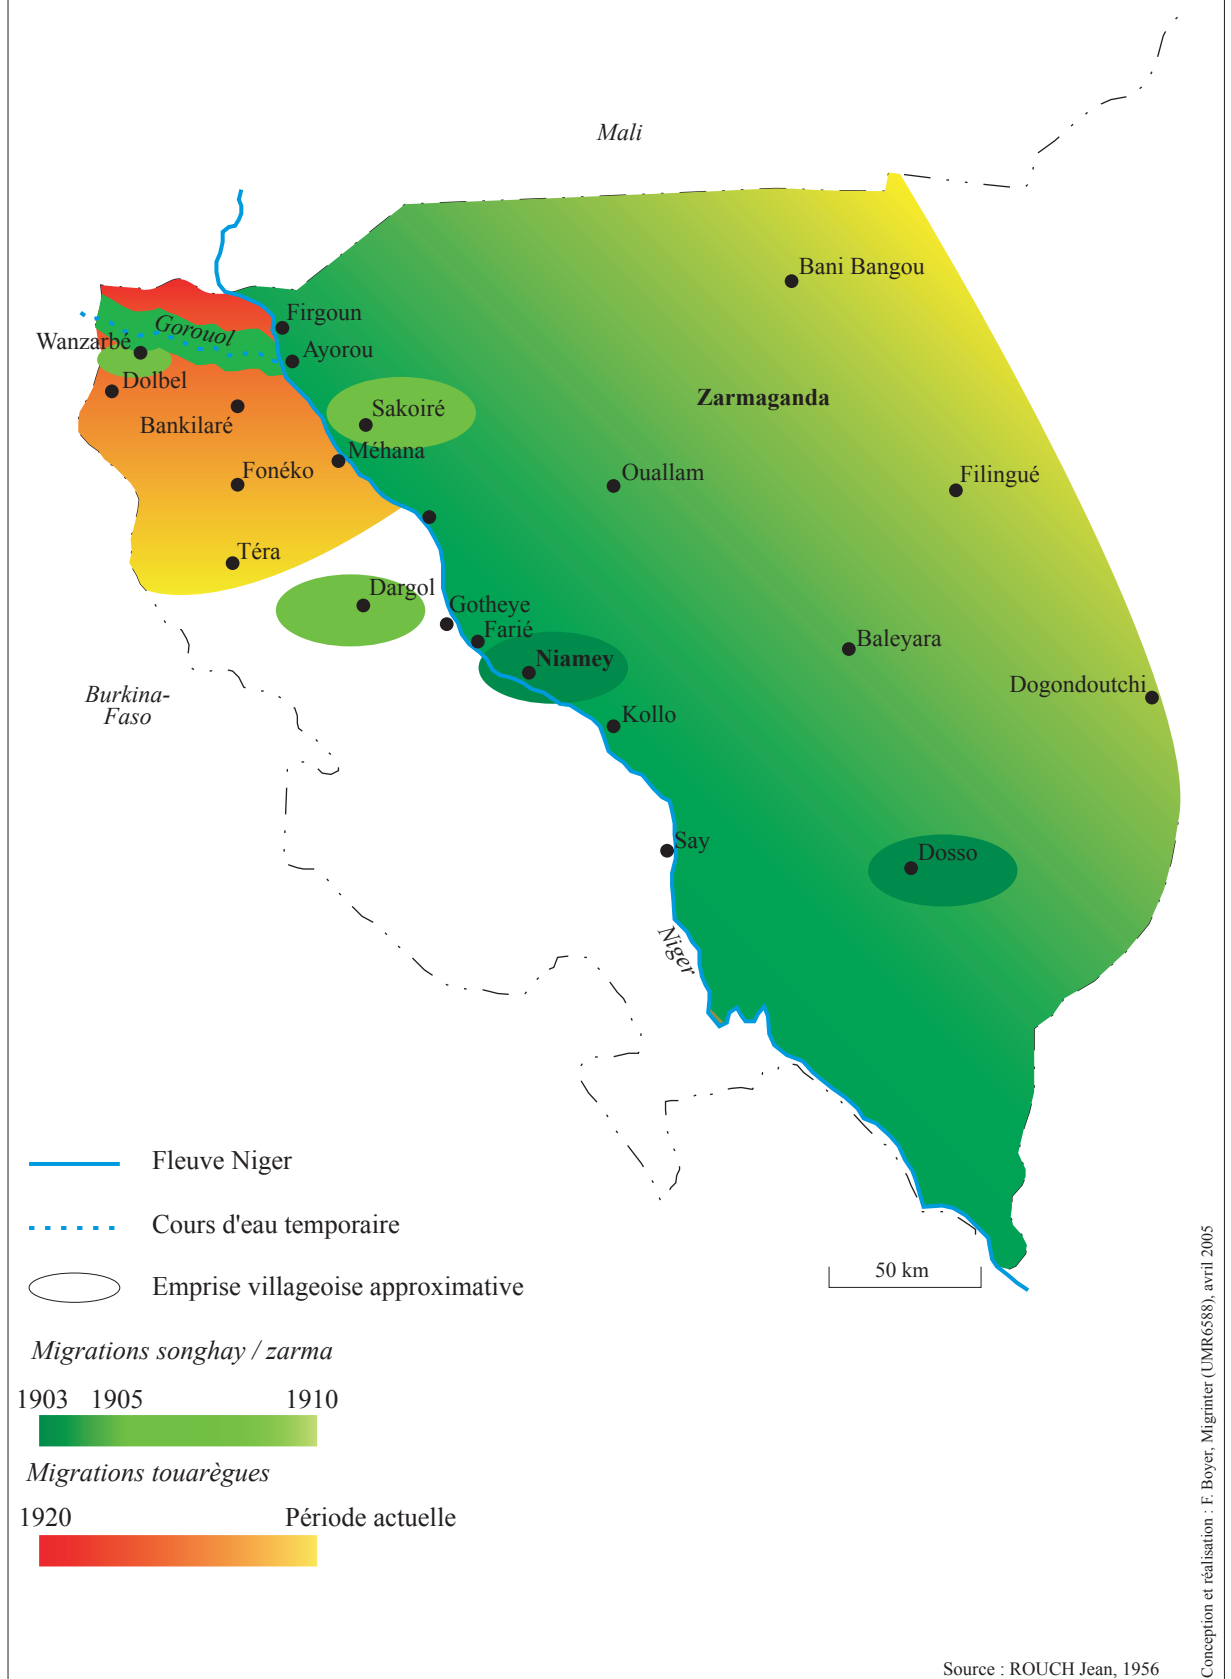 Mali
Bani Bangou
Firgoun
Gorouol
Wanzarbé
Ayorou
Dolbel
Zarmaganda
Sakoiré
Bankilaré
Méhana
Fonéko
Ouallam
Filingué
Téra
Dargol
Gotheye
Farié
Baleyara
Niamey
Dogondoutchi
Burkina-
Faso
Kollo
Say
Dosso
Niger
Fleuve Niger
Cours d'eau temporaire
50 km
Emprise villageoise approximative
Migrations songhay / zarma
1903 1905 1910
Migrations touarègues
1920 Période actuelle
Conception et réalisation : F. Boyer, Migrinter (UMR6588), avril 2005
Source : ROUCH Jean, 1956